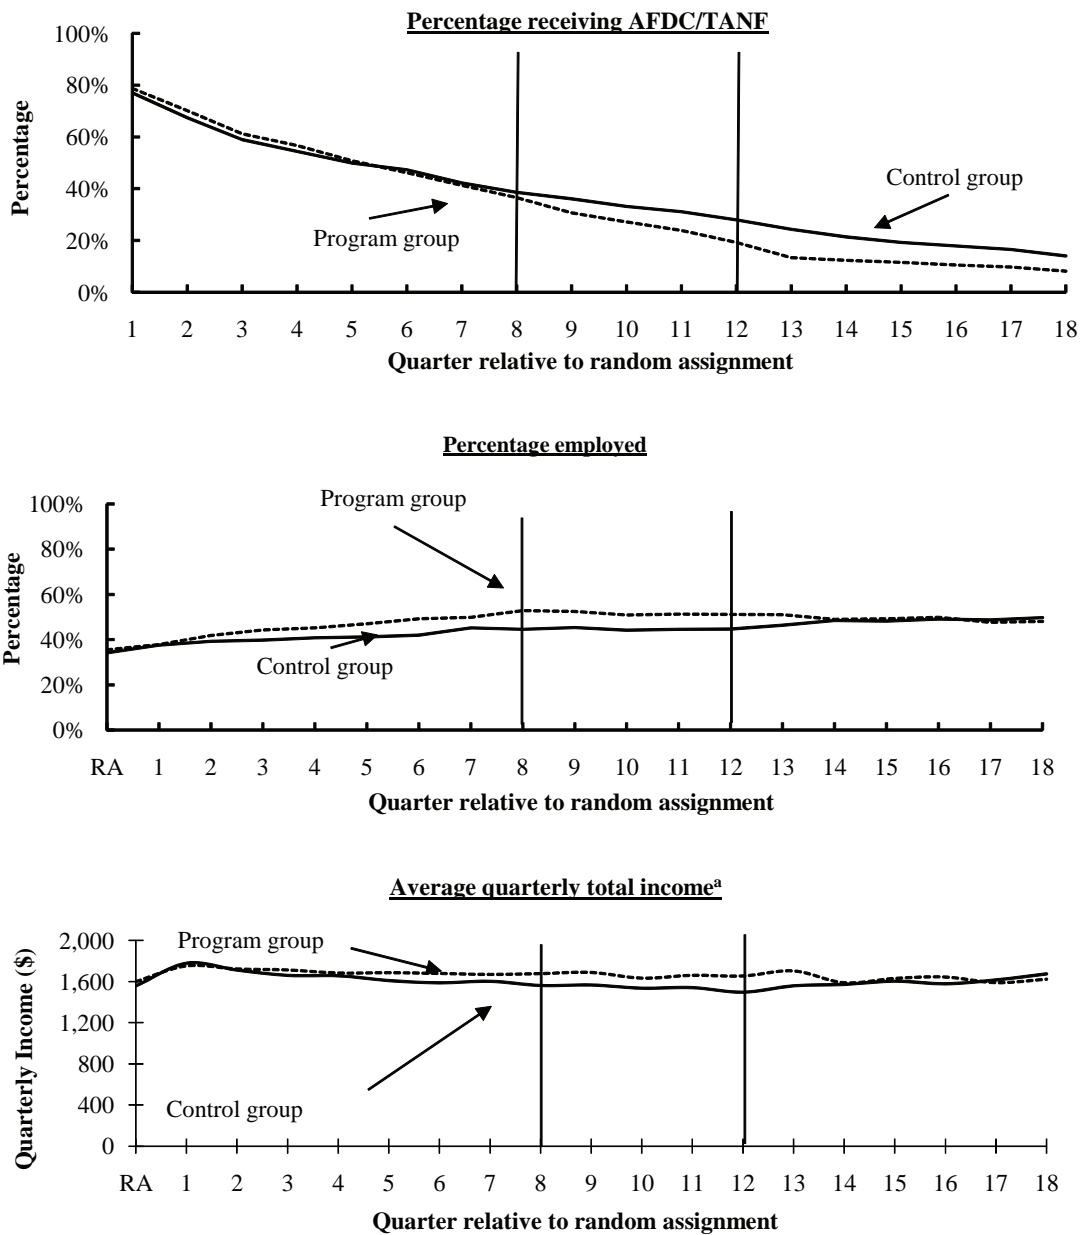 Percentage receiving AFDC/TANF
100%
80%
60%
40%
20%
0%
Percentage
Control group
Program group
1 2 3 4 5 6 7 8 9 10 11 12 13 14 15 16 17 18
Quarter relative to random assignment
Percentage employed
Program group
100%
80%
60%
40%
20%
0%
Percentage
Control group
RA 1 2 3 4 5 6 7 8 9 10 11 12 13 14 15 16 17 18
Quarter relative to random assignment
Average quarterly total incomeᵃ
2,000
1,600
1,200
800
400
0
Quarterly Income ($)
Program group
Control group
RA 1 2 3 4 5 6 7 8 9 10 11 12 13 14 15 16 17 18
Quarter relative to random assignment